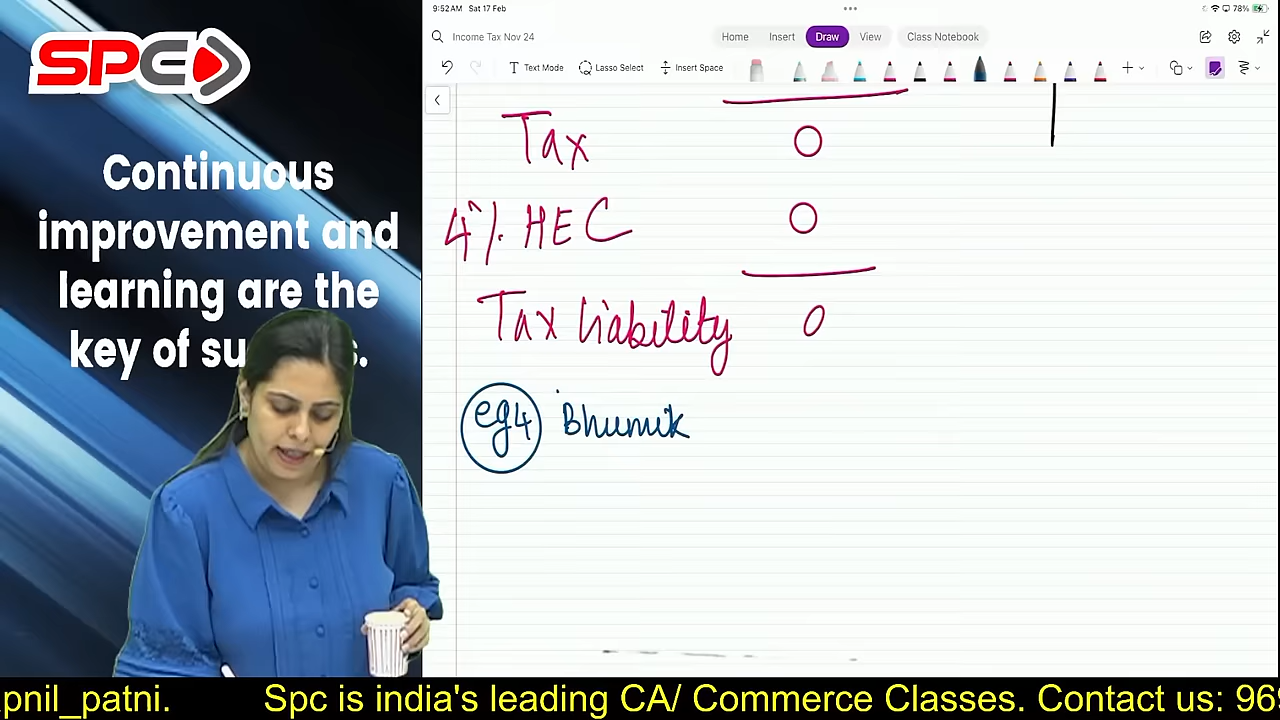 9:52 AM Sat 17 Feb
78%
Income Tax Nov 24
Home Insert Draw View Class Notebook
Text Mode Lasso Select Insert Space
SPC
Continuous
improvement and
learning are the
key of su s.
Tax 0
4% HEC 0
Tax liability 0
eg4 Bhumik
pnil_patni. Spc is india's leading CA/ Commerce Classes. Contact us: 969